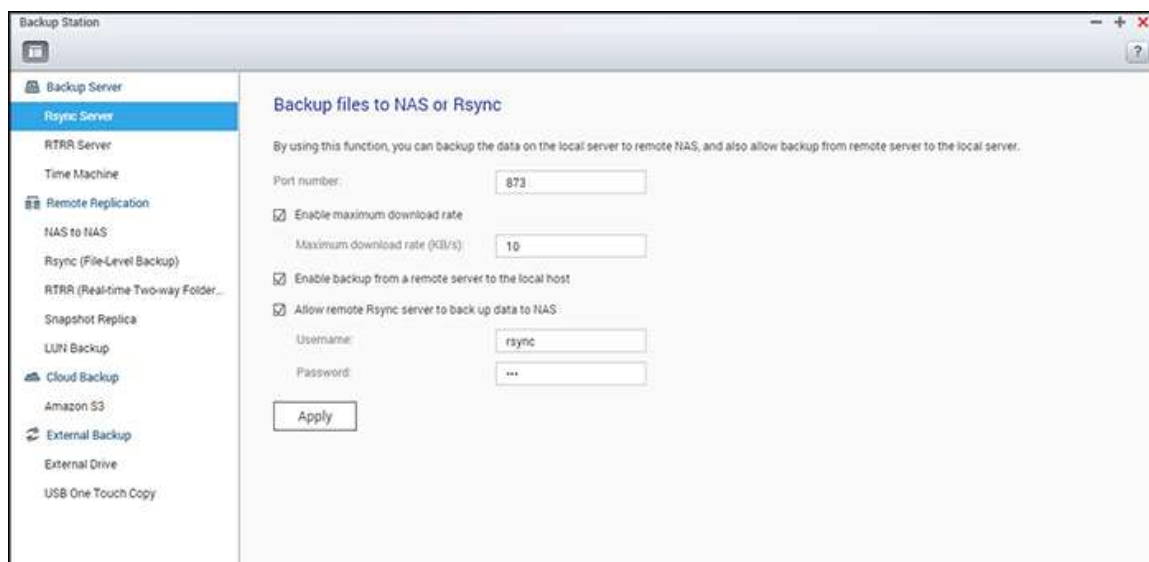 Backup Station
?
Backup Server
Rsync Server
RTRR Server
Time Machine
Remote Replication
NAS to NAS
Rsync (File-Level Backup)
RTRR (Real-time Two-way Folder...
Snapshot Replica
LUN Backup
Cloud Backup
Amazon S3
External Backup
External Drive
USB One Touch Copy
Backup files to NAS or Rsync
By using this function, you can backup the data on the local server to remote NAS, and also allow backup from remote server to the local server.
Port number: 873
Enable maximum download rate
Maximum download rate (KB/s): 10
Enable backup from a remote server to the local host
Allow remote Rsync server to back up data to NAS
Username: rsync
Password: •••
Apply